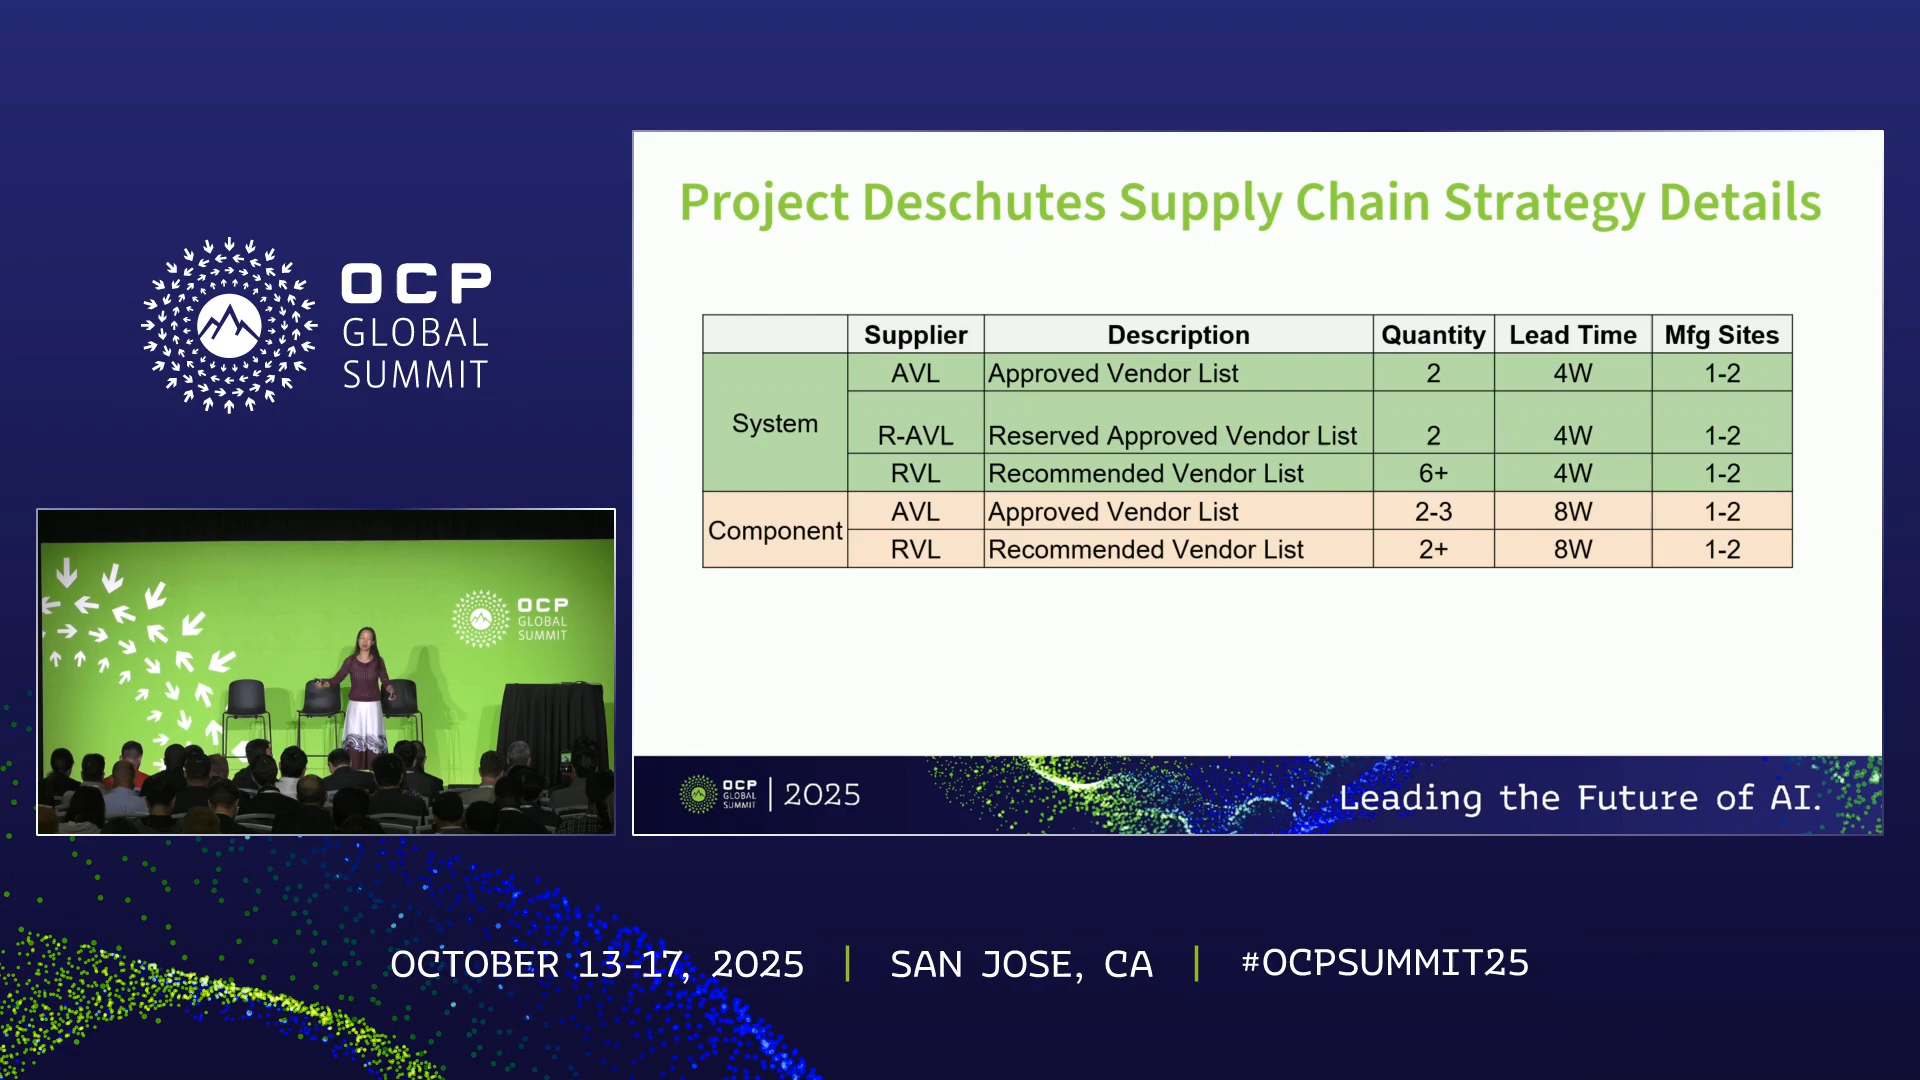 OCP
GLOBAL
SUMMIT
Project Deschutes Supply Chain Strategy Details
Supplier Description Quantity Lead Time Mfg Sites
System
AVL Approved Vendor List 2 4W 1-2
R-AVL Reserved Approved Vendor List 2 4W 1-2
RVL Recommended Vendor List 6+ 4W 1-2
Component
AVL Approved Vendor List 2-3 8W 1-2
RVL Recommended Vendor List 2+ 8W 1-2
OCP
GLOBAL
SUMMIT
OCP
GLOBAL
SUMMIT
2025
Leading the Future of AI.
OCTOBER 13-17, 2025 | SAN JOSE, CA | #OCPSUMMIT25